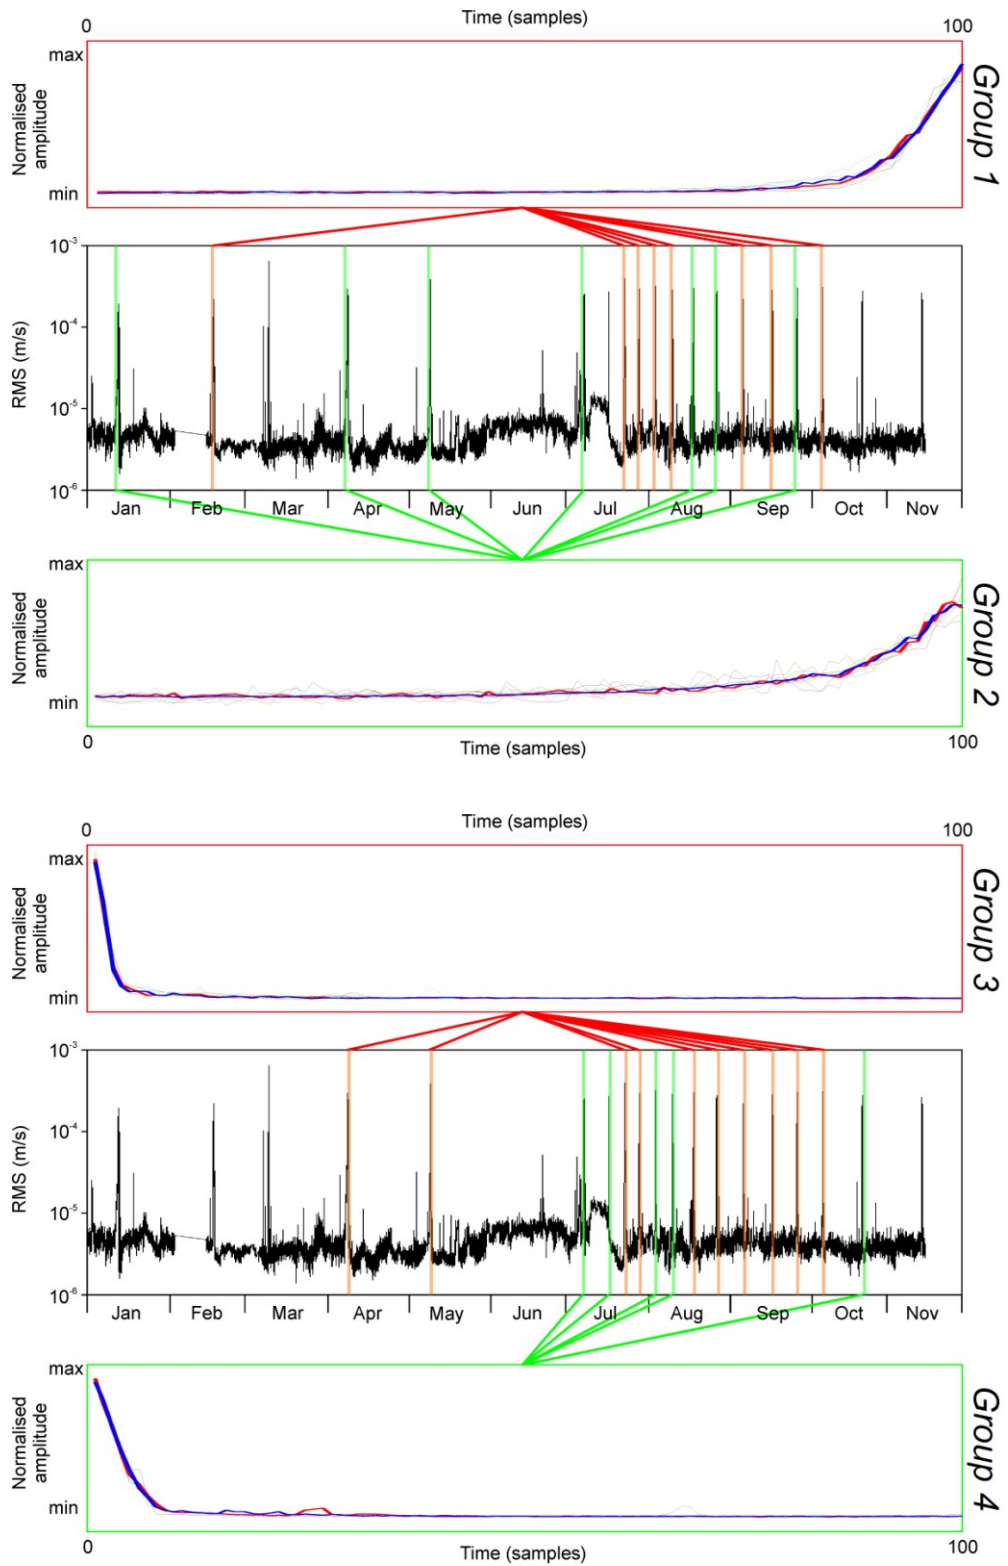 Time (samples)
0
100
max
Normalised
amplitude
min
Group 1
10-3
10-4
RMS (m/s)
10-5
10-6
Jan Feb Mar Apr May Jun Jul Aug Sep Oct Nov
max
Normalised
amplitude
min
Group 2
0
Time (samples)
100
Time (samples)
0
100
max
Normalised
amplitude
min
Group 3
10-3
10-4
RMS (m/s)
10-5
10-6
Jan Feb Mar Apr May Jun Jul Aug Sep Oct Nov
max
Normalised
amplitude
min
Group 4
0
Time (samples)
100